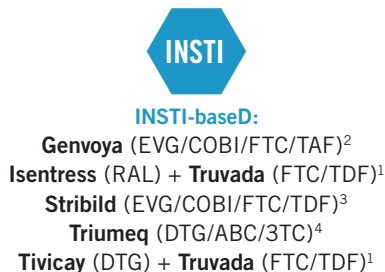 INSTI
INSTI-baseD:
Genvoya (EVG/COBI/FTC/TAF)²
Isentress (RAL) + Truvada (FTC/TDF)¹
Stribild (EVG/COBI/FTC/TDF)³
Triumeq (DTG/ABC/3TC)⁴
Tivicay (DTG) + Truvada (FTC/TDF)¹